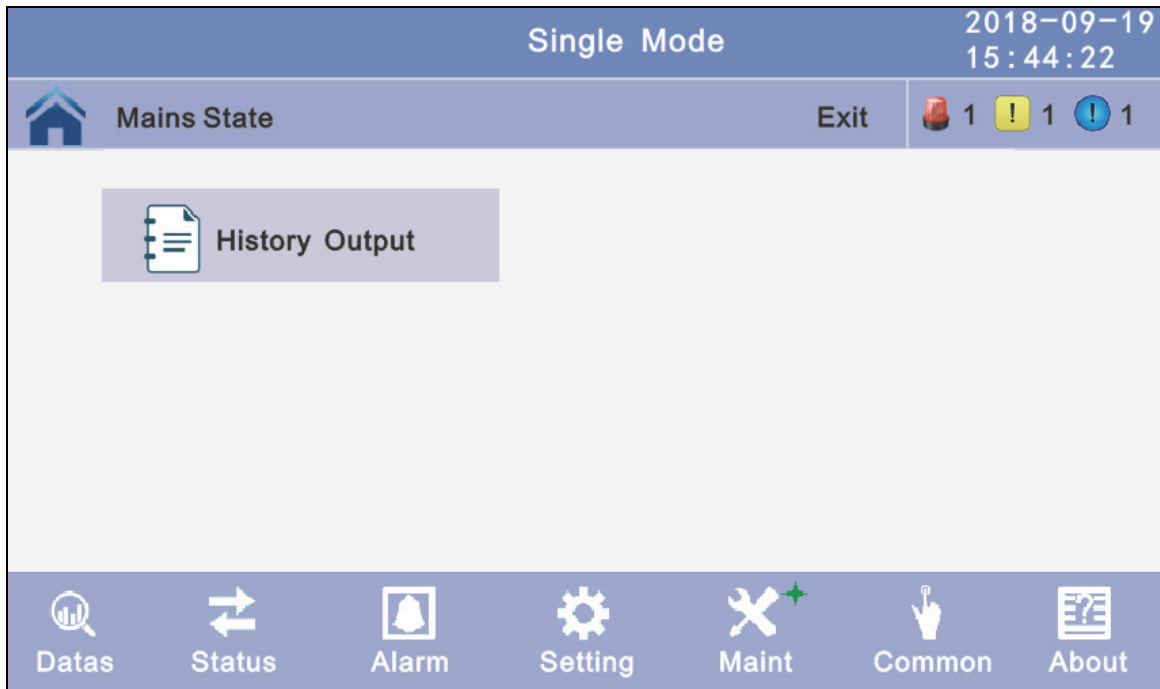 Single Mode
2018-09-19
15:44:22
Mains State
Exit
1 ! 1 ! 1
History Output
Datas
Status
Alarm
Setting
Maint
Common
About